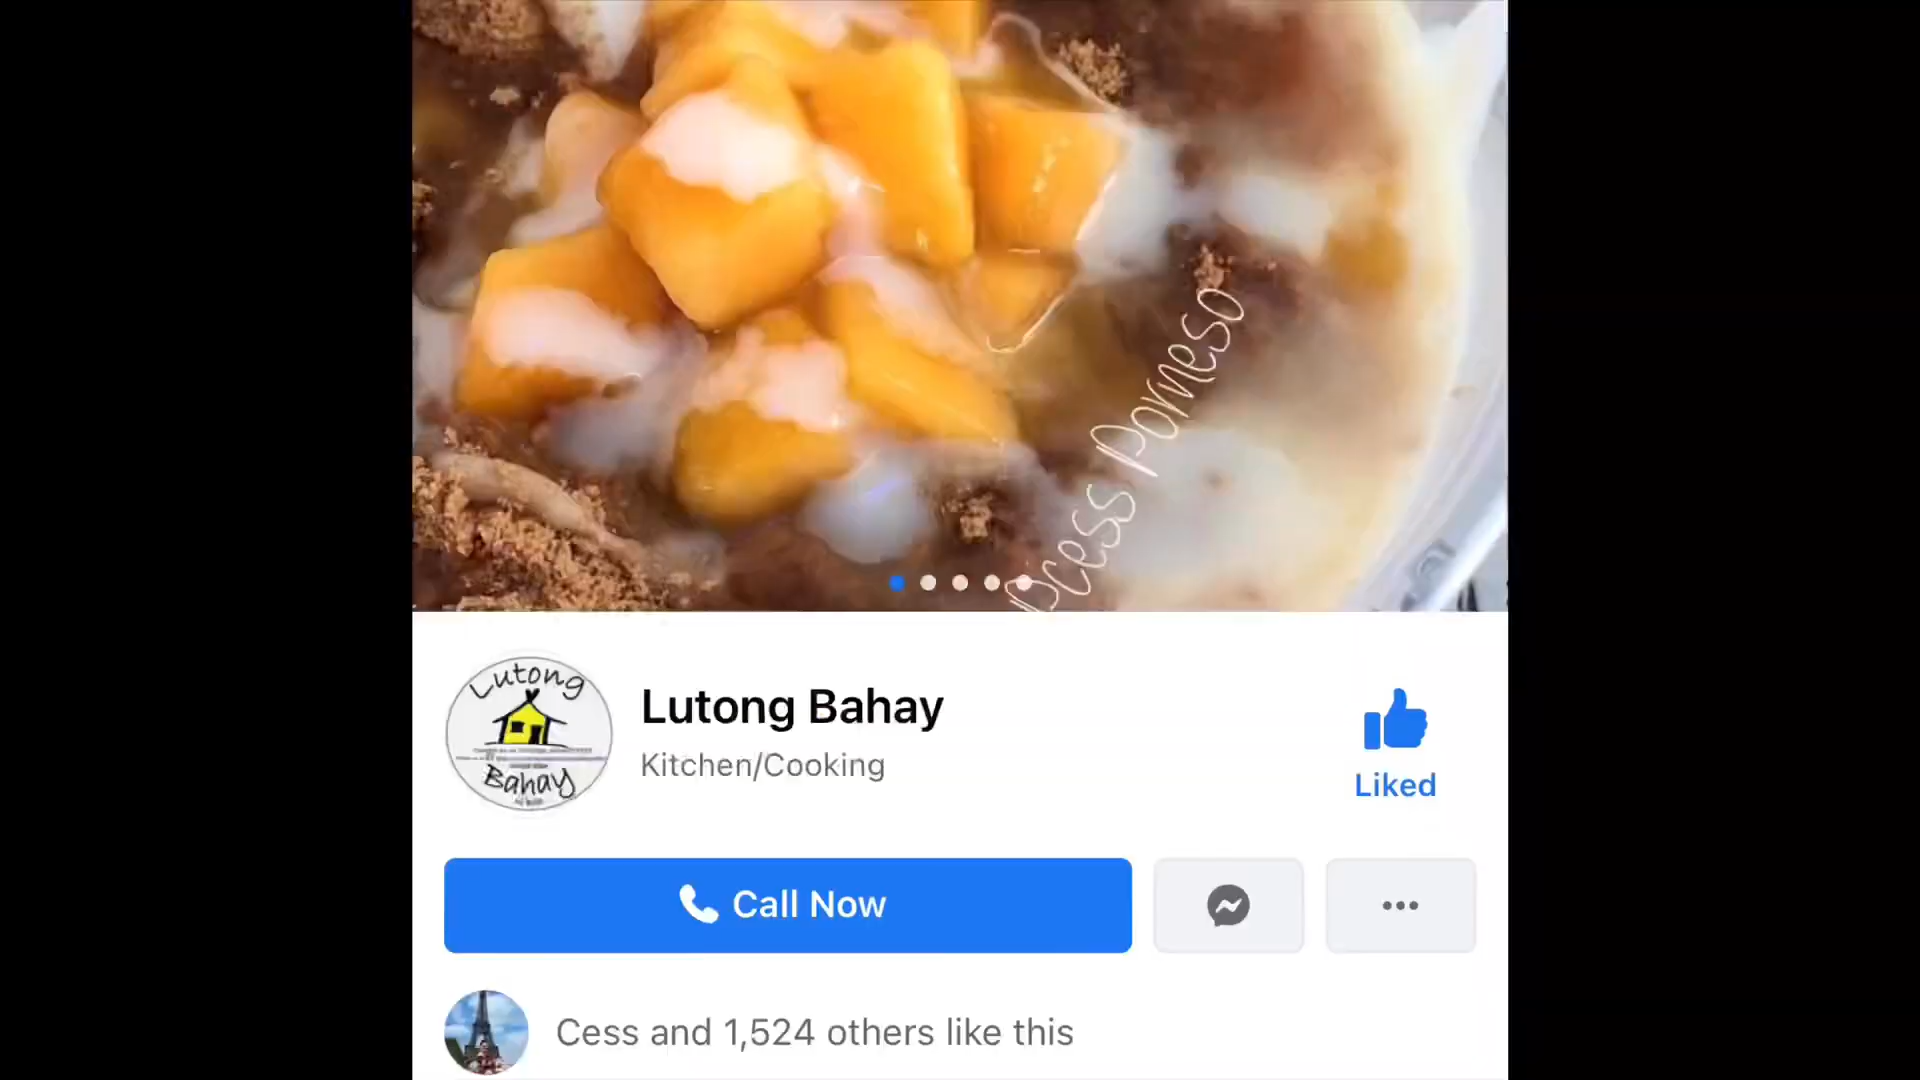 Pcess Pomeso
Lutong
Bahay
Lutong Bahay
Kitchen/Cooking
Liked
Call Now
Cess and 1,524 others like this